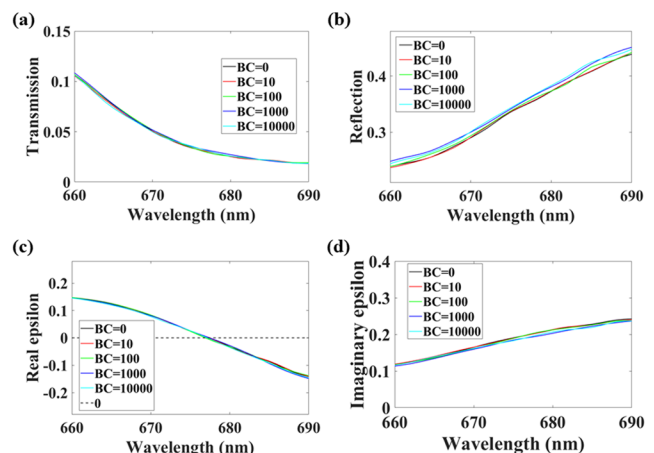 (a)
Transmission
0.15
0.1
0.05
0
BC=0
BC=10
BC=100
BC=1000
BC=10000
660
670
680
690
Wavelength (nm)
(b)
Reflection
0.4
0.3
BC=0
BC=10
BC=100
BC=1000
BC=10000
660
670
680
690
Wavelength (nm)
(c)
Real epsilon
0.2
0.1
0
-0.1
-0.2
BC=0
BC=10
BC=100
BC=1000
BC=10000
0
660
670
680
690
Wavelength (nm)
(d)
Imaginary epsilon
0.4
0.3
0.2
0.1
0
BC=0
BC=10
BC=100
BC=1000
BC=10000
660
670
680
690
Wavelength (nm)